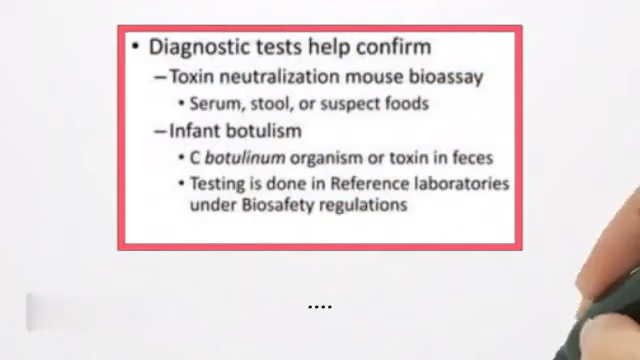 • Diagnostic tests help confirm
–Toxin neutralization mouse bioassay
• Serum, stool, or suspect foods
–Infant botulism
• C botulinum organism or toxin in feces
• Testing is done in Reference laboratories
under Biosafety regulations
....